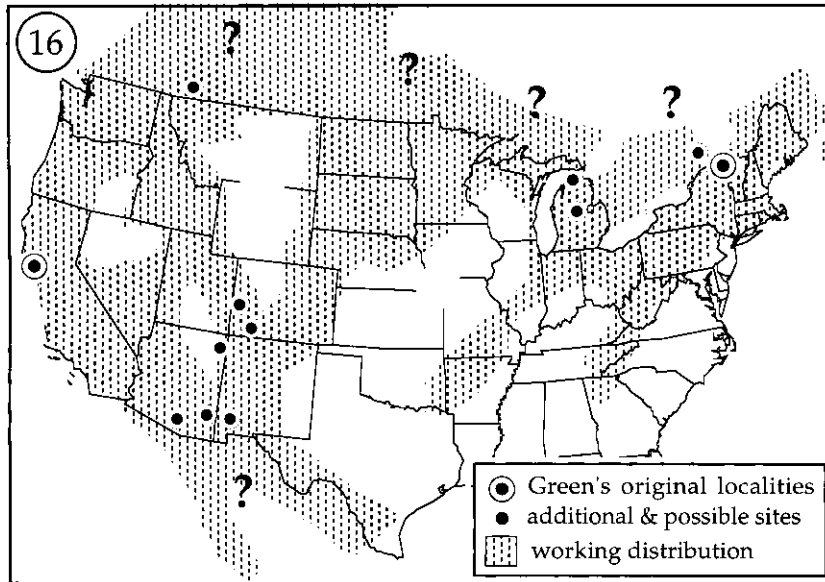 16
?
?
?
?
?
Green's original localities
additional & possible sites
working distribution